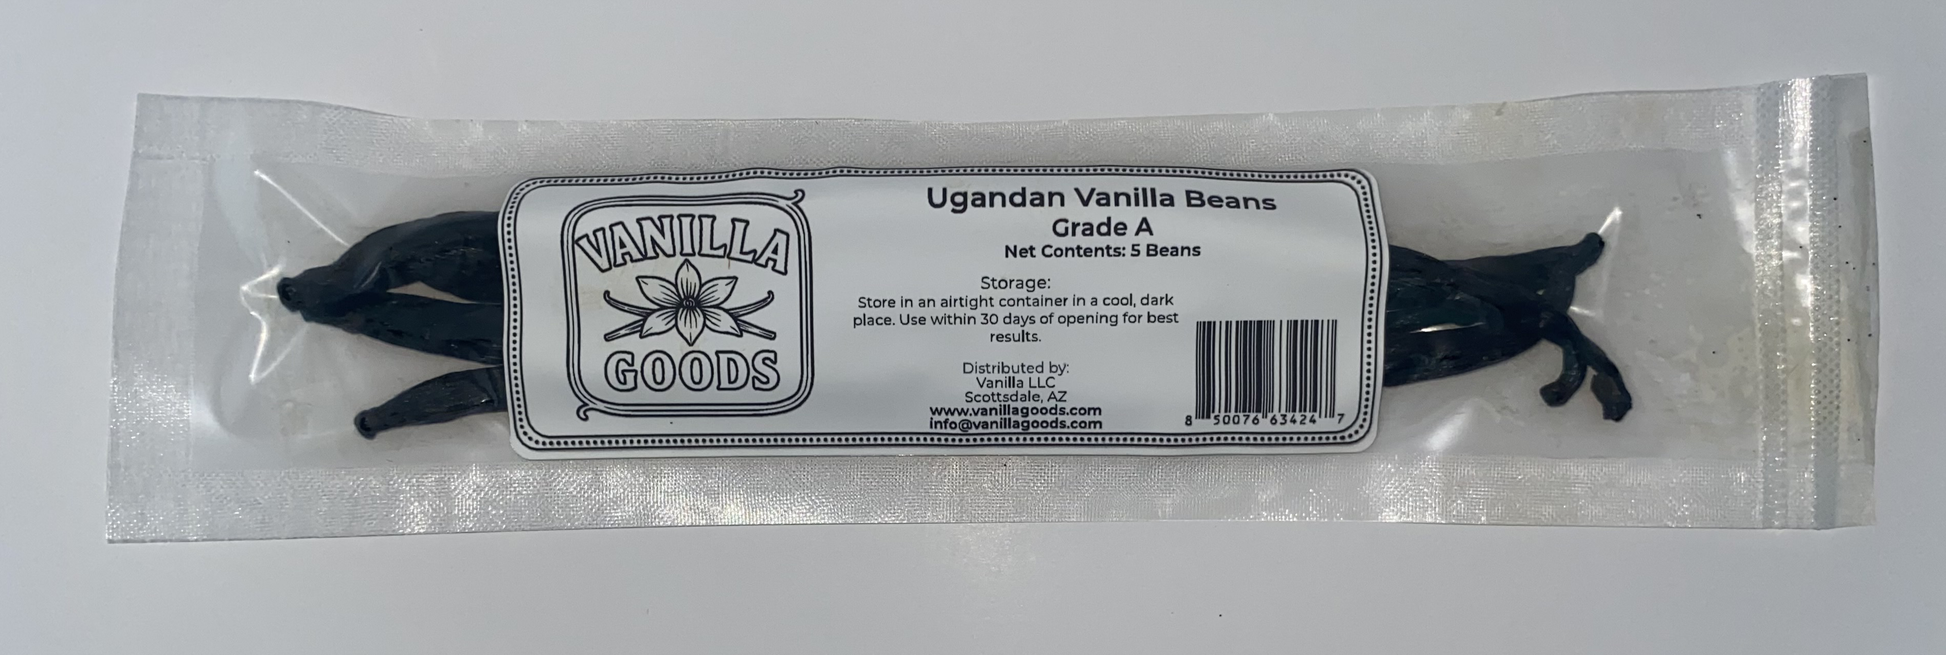 VANILLA
GOODS
Ugandan Vanilla Beans
Grade A
Net Contents: 5 Beans
Storage:
Store in an airtight container in a cool, dark
place. Use within 30 days of opening for best
results.
Distributed by:
Vanilla LLC
Scottsdale, AZ
www.vanillagoods.com
info@vanillagoods.com
8 50076 63424 7